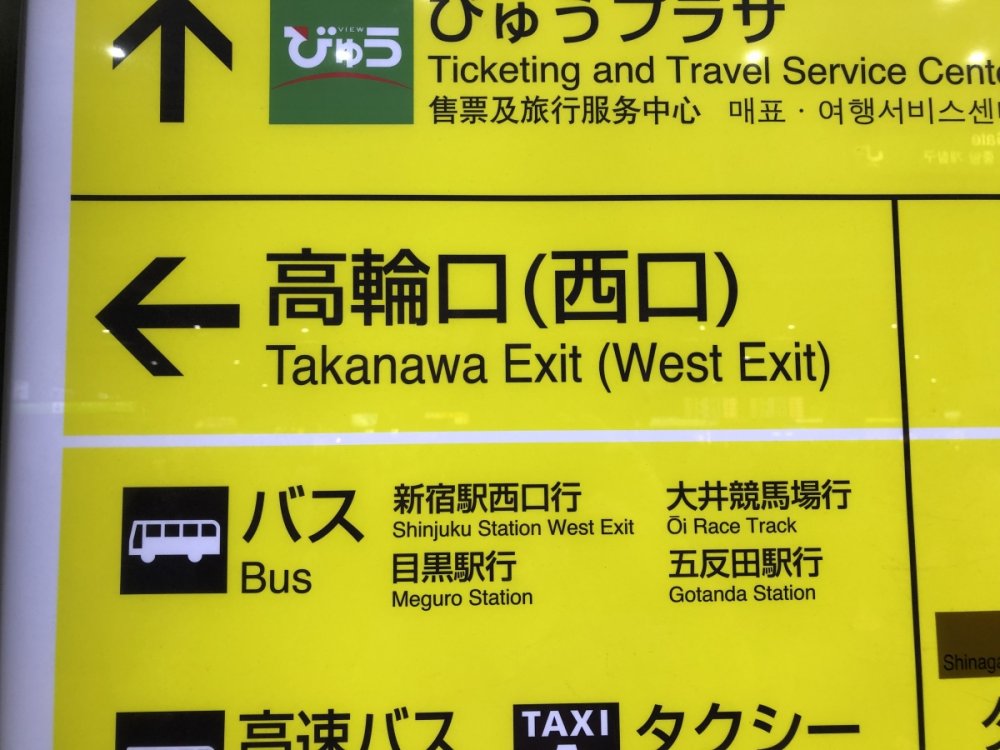 びゅうプラザ
VIEW
びゅう
Ticketing and Travel Service Cente
售票及旅行服务中心 매표・여행서비스센터
高輪口(西口)
Takanawa Exit (West Exit)
バス
Bus
新宿駅西口行
Shinjuku Station West Exit
目黒駅行
Meguro Station
大井競馬場行
Ōi Race Track
五反田駅行
Gotanda Station
Shinaga
高速バス
TAXI
タクシー